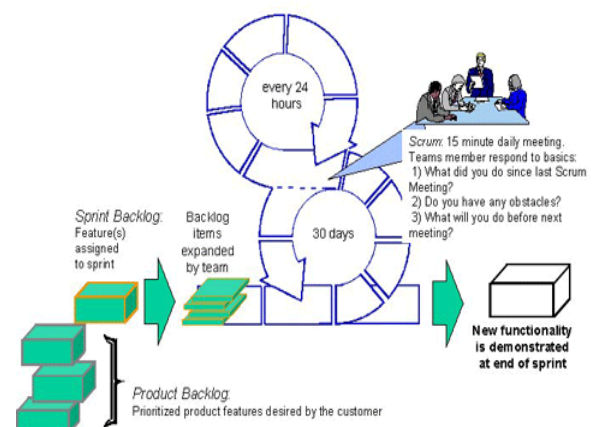 every 24
hours
Scrum: 15 minute daily meeting.
Teams member respond to basics:
1) What did you do since last Scrum
Meeting?
2) Do you have any obstacles?
3) What will you do before next
meeting?
Sprint Backlog:
Feature(s)
assigned
to sprint
Backlog
items
expanded
by team
30 days
New functionality
is demonstrated
at end of sprint
Product Backlog:
Prioritized product features desired by the customer